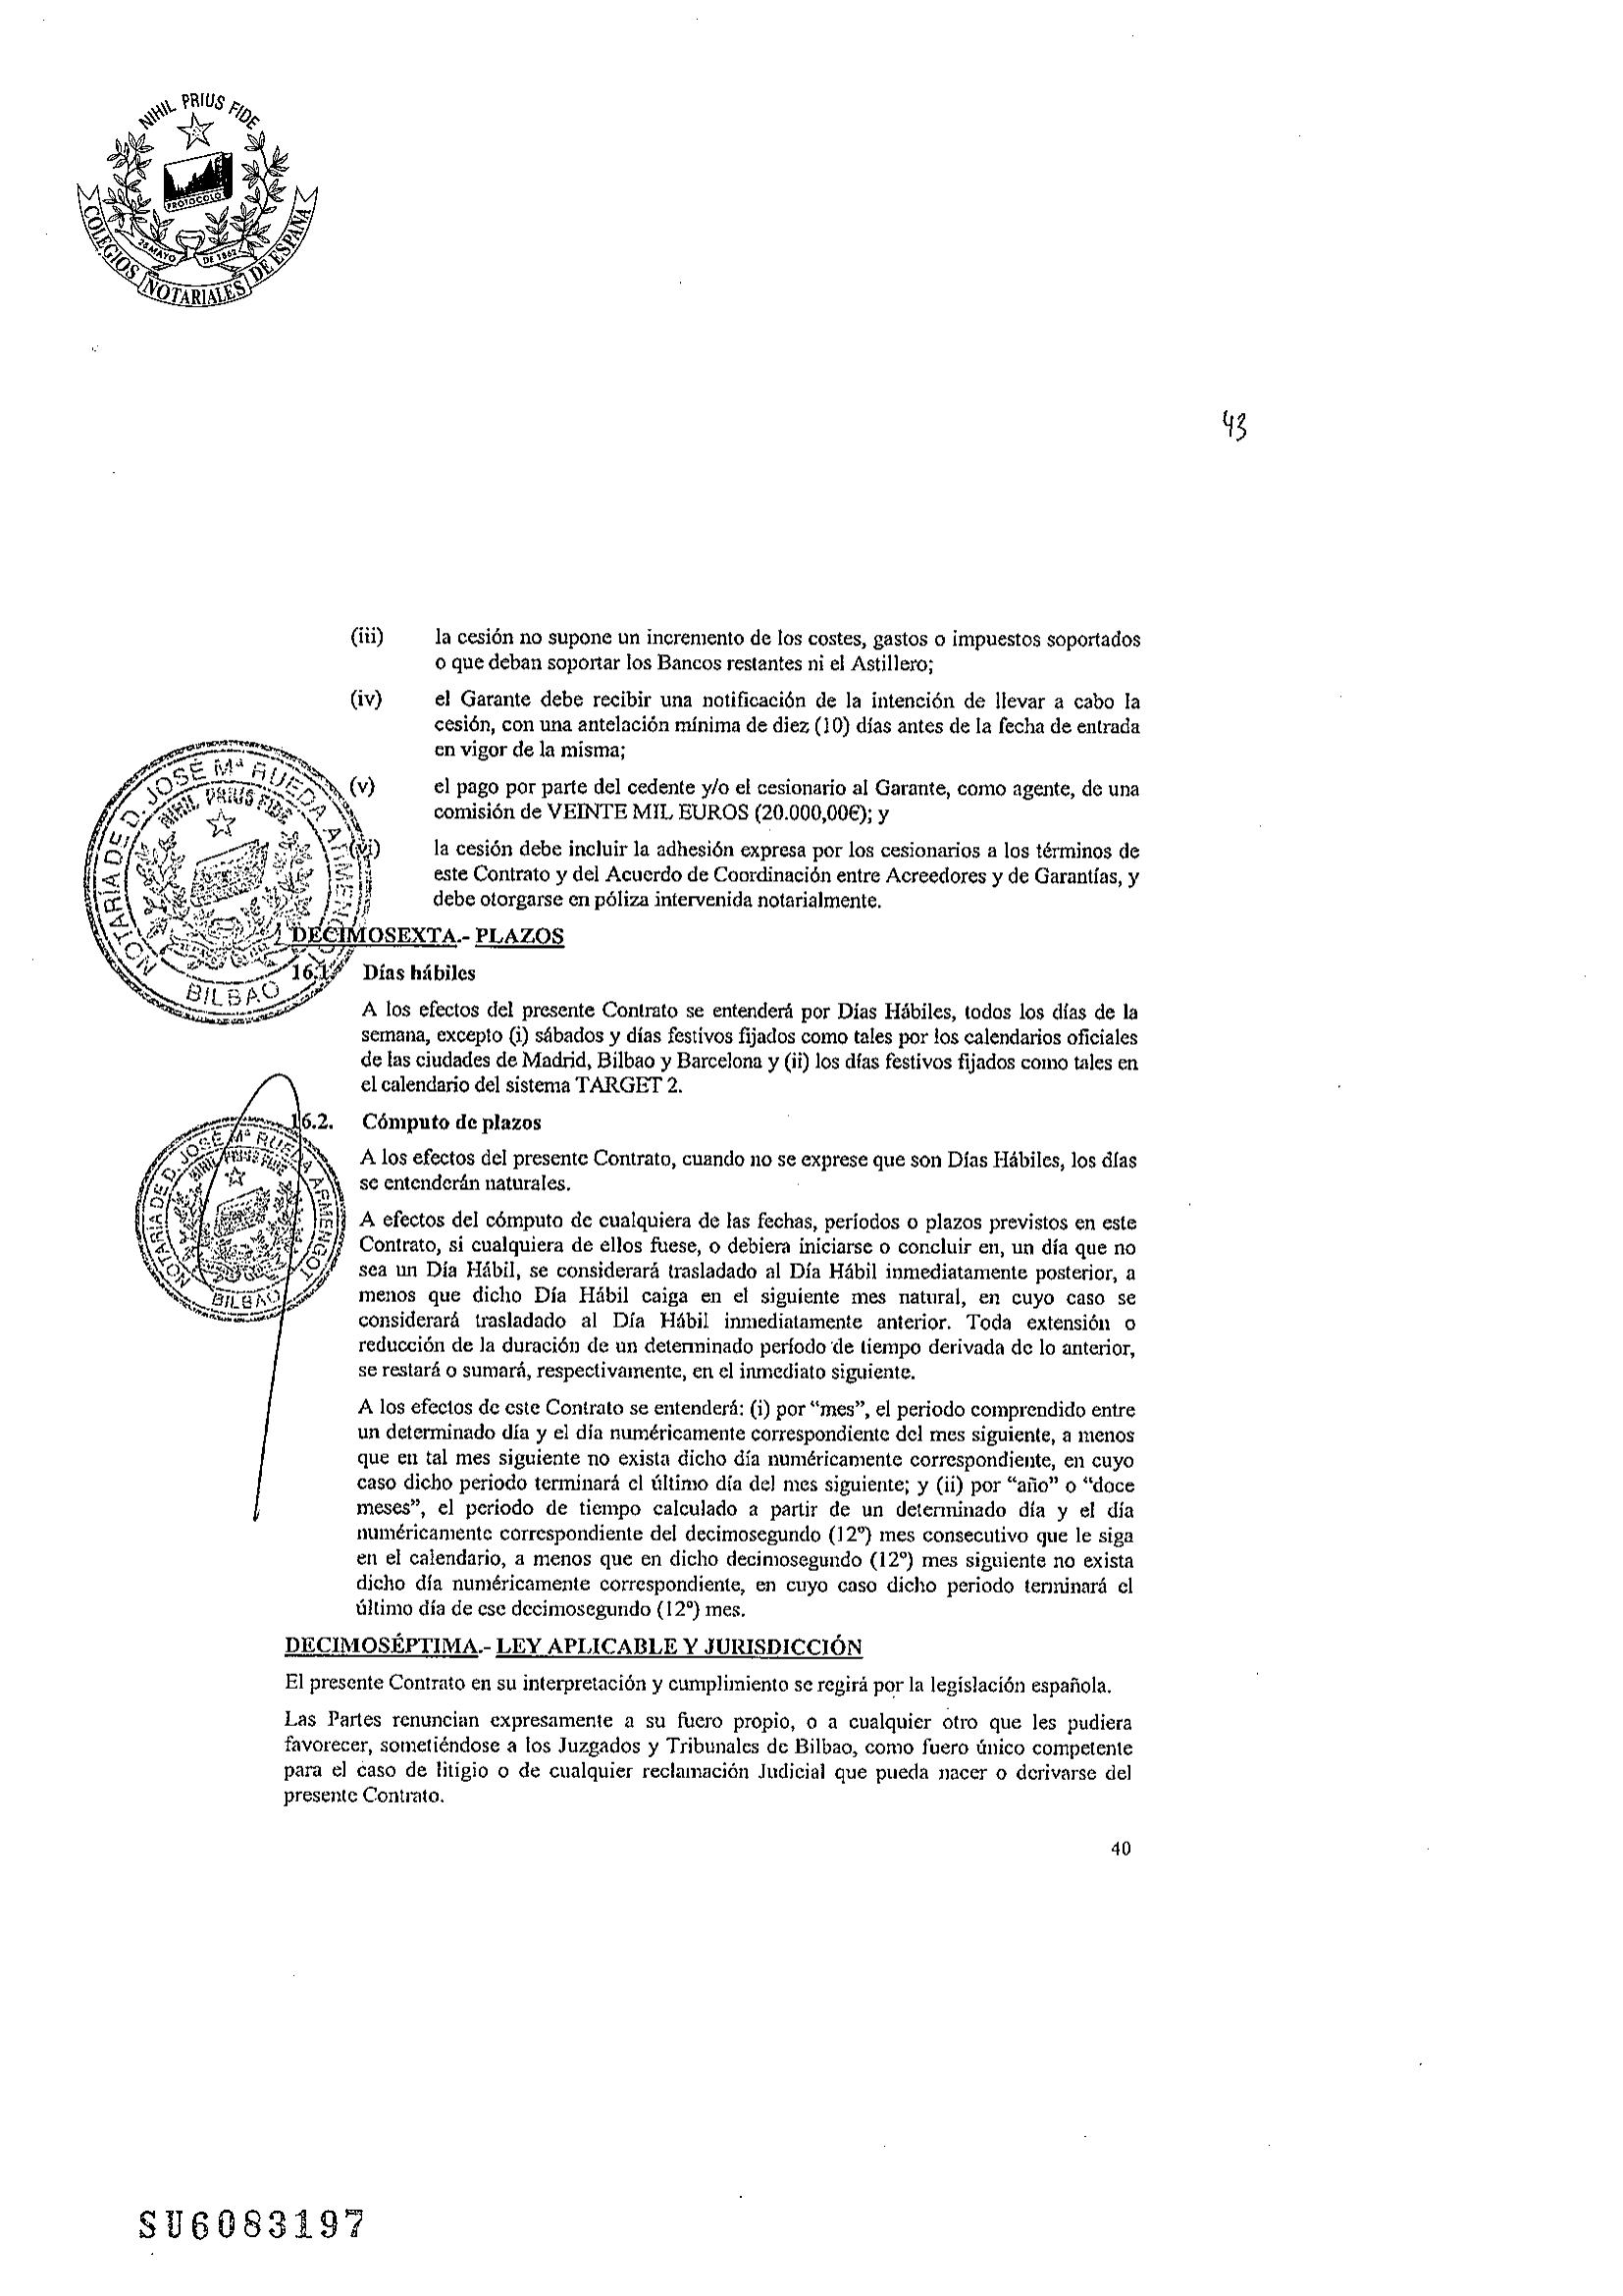 NIHIL PRIUS FIDE
PROTOCOLO
28 MAYO DE 1862
COLEGIOS NOTARIALES DE ESPAÑA
43
(iii) la cesión no supone un incremento de los costes, gastos o impuestos soportados
o que deban soportar los Bancos restantes ni el Astillero;
(iv) el Garante debe recibir una notificación de la intención de llevar a cabo la
cesión, con una antelación mínima de diez (10) días antes de la fecha de entrada
en vigor de la misma;
(v) el pago por parte del cedente y/o el cesionario al Garante, como agente, de una
comisión de VEINTE MIL EUROS (20.000,00€); y
(vi) la cesión debe incluir la adhesión expresa por los cesionarios a los términos de
este Contrato y del Acuerdo de Coordinación entre Acreedores y de Garantías, y
debe otorgarse en póliza intervenida notarialmente.
NOTARIA DE D. JOSÉ Mª RUEDA ARMENGOT
NIHIL PRIUS FIDE
BILBAO
DECIMOSEXTA.- PLAZOS
16.1 Días hábiles
A los efectos del presente Contrato se entenderá por Días Hábiles, todos los días de la
semana, excepto (i) sábados y días festivos fijados como tales por los calendarios oficiales
de las ciudades de Madrid, Bilbao y Barcelona y (ii) los días festivos fijados como tales en
el calendario del sistema TARGET 2.
16.2. Cómputo de plazos
A los efectos del presente Contrato, cuando no se exprese que son Días Hábiles, los días
se entenderán naturales.
NOTARIA DE D. JOSÉ Mª RUEDA ARMENGOT
NIHIL PRIUS FIDE
BILBAO
A efectos del cómputo de cualquiera de las fechas, períodos o plazos previstos en este
Contrato, si cualquiera de ellos fuese, o debiera iniciarse o concluir en, un día que no
sea un Día Hábil, se considerará trasladado al Día Hábil inmediatamente posterior, a
menos que dicho Día Hábil caiga en el siguiente mes natural, en cuyo caso se
considerará trasladado al Día Hábil inmediatamente anterior. Toda extensión o
reducción de la duración de un determinado período de tiempo derivada de lo anterior,
se restará o sumará, respectivamente, en el inmediato siguiente.
A los efectos de este Contrato se entenderá: (i) por “mes”, el periodo comprendido entre
un determinado día y el día numéricamente correspondiente del mes siguiente, a menos
que en tal mes siguiente no exista dicho día numéricamente correspondiente, en cuyo
caso dicho periodo terminará el último día del mes siguiente; y (ii) por “año” o “doce
meses”, el periodo de tiempo calculado a partir de un determinado día y el día
numéricamente correspondiente del decimosegundo (12º) mes consecutivo que le siga
en el calendario, a menos que en dicho decimosegundo (12º) mes siguiente no exista
dicho día numéricamente correspondiente, en cuyo caso dicho periodo terminará el
último día de ese decimosegundo (12º) mes.
DECIMOSÉPTIMA.- LEY APLICABLE Y JURISDICCIÓN
El presente Contrato en su interpretación y cumplimiento se regirá por la legislación española.
Las Partes renuncian expresamente a su fuero propio, o a cualquier otro que les pudiera
favorecer, sometiéndose a los Juzgados y Tribunales de Bilbao, como fuero único competente
para el caso de litigio o de cualquier reclamación Judicial que pueda nacer o derivarse del
presente Contrato.
40
SU6083197